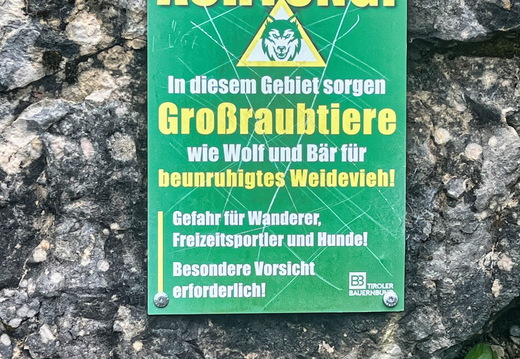 ACHTUNG!
In diesem Gebiet sorgen
Großraubtiere
wie Wolf und Bär für
beunruhigtes Weidevieh!
Gefahr für Wanderer,
Freizeitsportler und Hunde!
Besondere Vorsicht
erforderlich!
TIROLER
BAUERNBUND